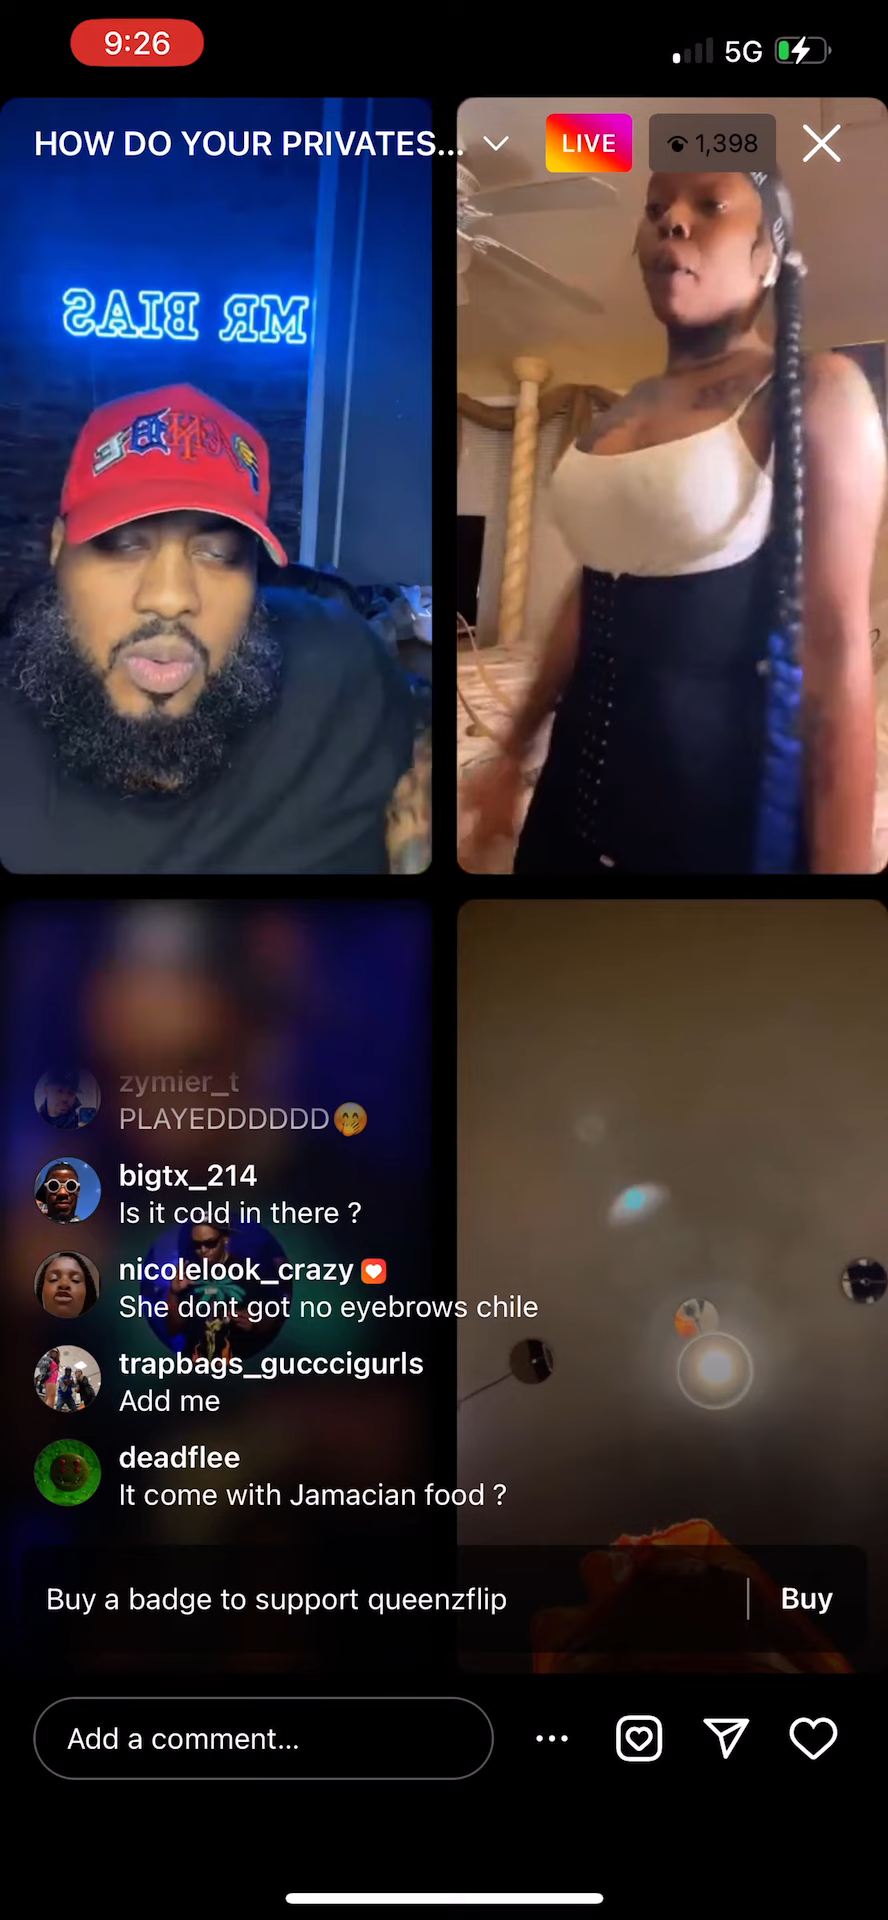 9:26
5G
HOW DO YOUR PRIVATES...
LIVE
1,398
MR BIAS
zymier_t
PLAYEDDDDDD🤭
bigtx_214
Is it cold in there ?
nicolelook_crazy
She dont got no eyebrows chile
trapbags_gucccigurls
Add me
deadflee
It come with Jamacian food ?
Buy a badge to support queenzflip
Buy
Add a comment...